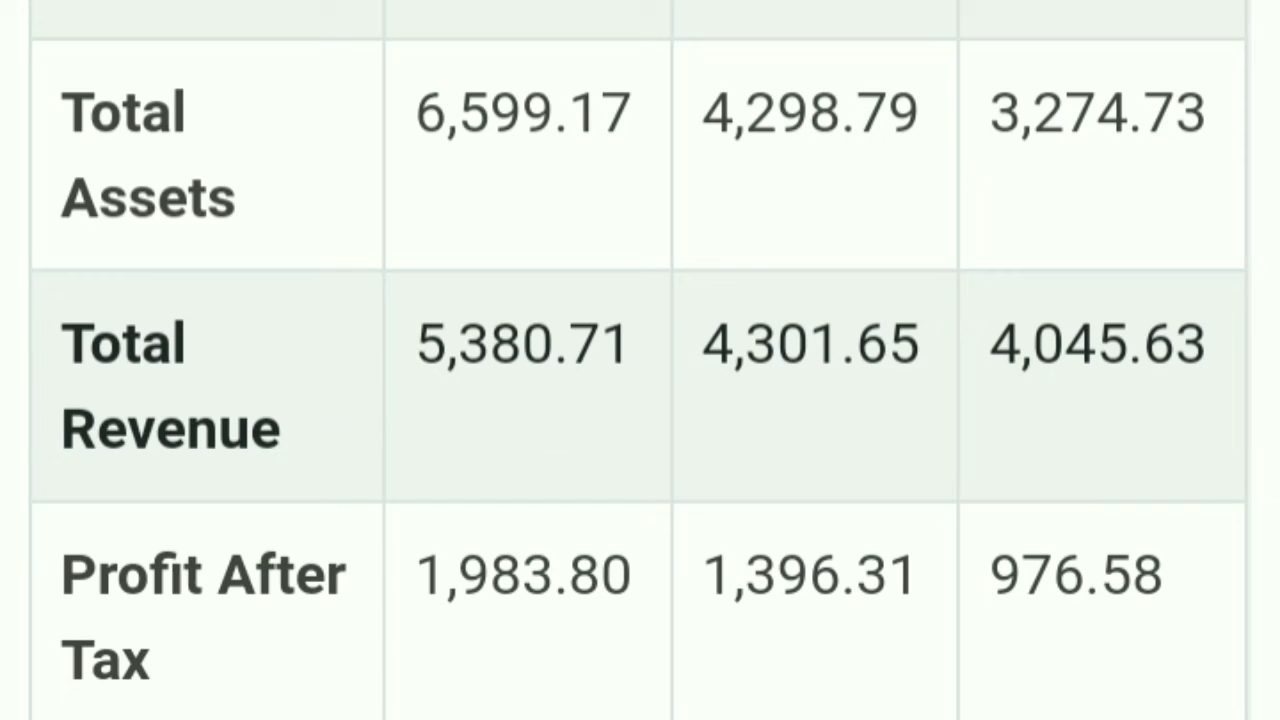 Total 6,599.17 4,298.79 3,274.73
Assets
Total 5,380.71 4,301.65 4,045.63
Revenue
Profit After 1,983.80 1,396.31 976.58
Tax